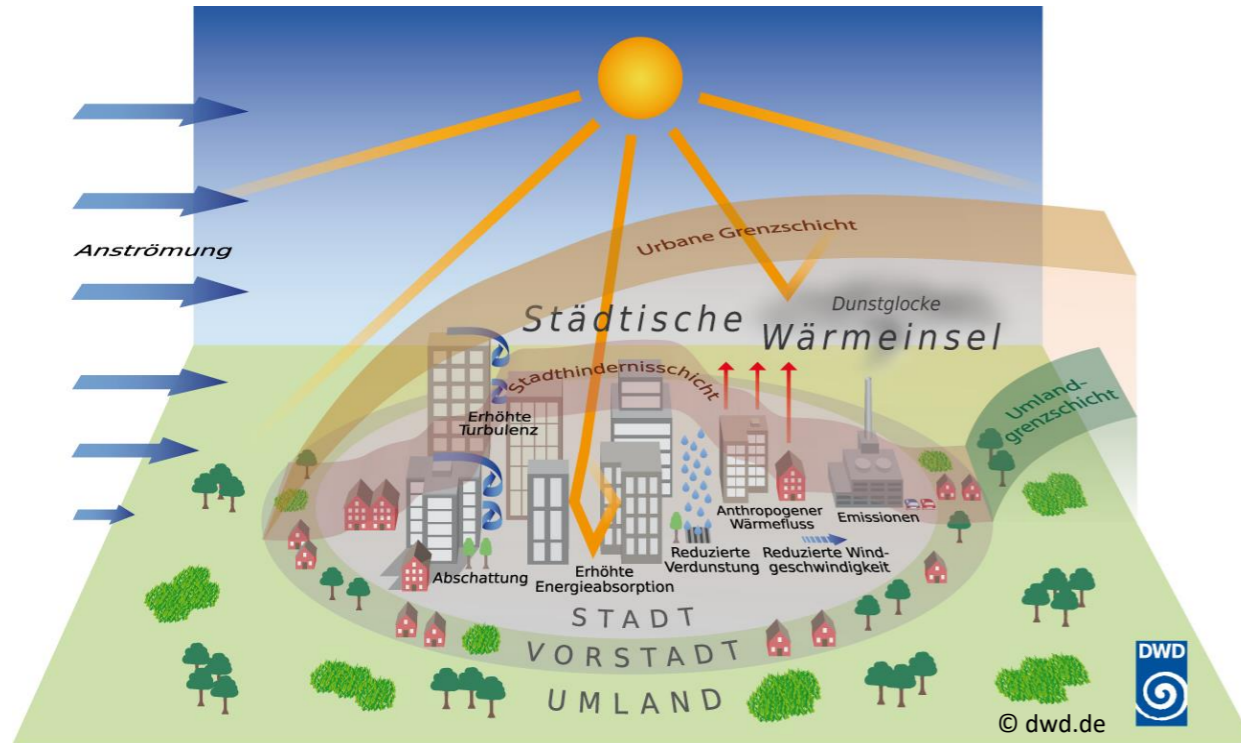 Anströmung
Urbane Grenzschicht
Dunstglocke
Städtische
Wärmeinsel
Stadthindernisschicht
Umland-
grenzschicht
Erhöhte
Turbulenz
Anthropogener
Wärmefluss
Emissionen
Reduzierte
Verdunstung
Reduzierte Wind-
geschwindigkeit
Abschattung
Erhöhte
Energieabsorption
STADT
VORSTADT
UMLAND
DWD
© dwd.de